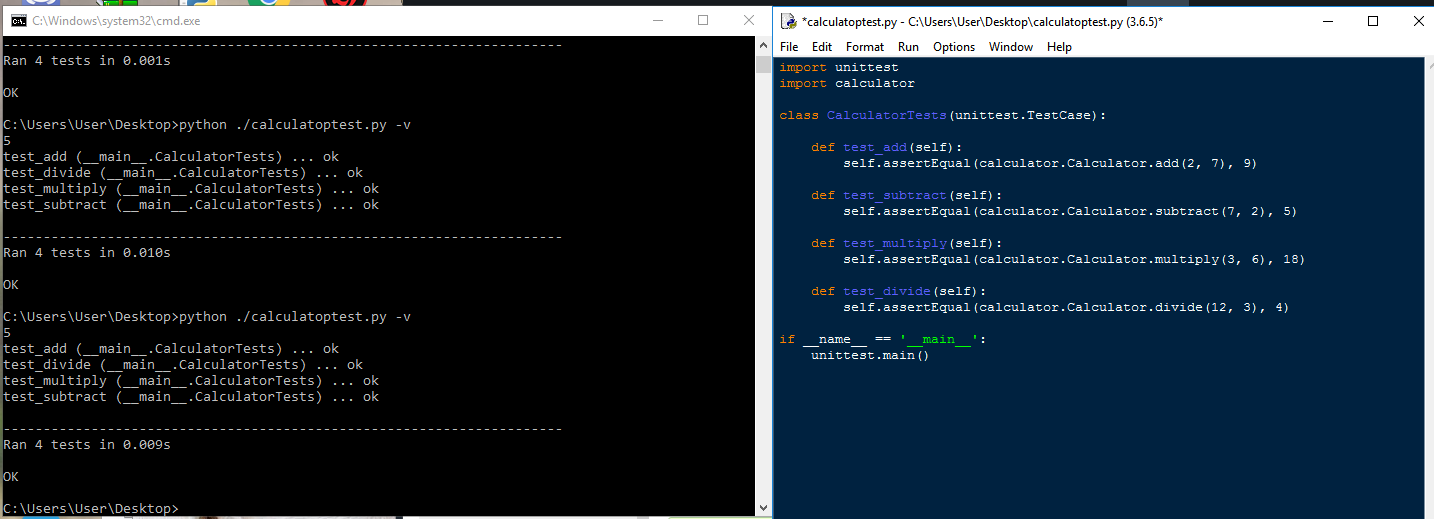 C:\Windows\system32\cmd.exe
----------------------------------------------------------------------
Ran 4 tests in 0.001s
OK
C:\Users\User\Desktop>python ./calculatoptest.py -v
5
test_add (__main__.CalculatorTests) ... ok
test_divide (__main__.CalculatorTests) ... ok
test_multiply (__main__.CalculatorTests) ... ok
test_subtract (__main__.CalculatorTests) ... ok
----------------------------------------------------------------------
Ran 4 tests in 0.010s
OK
C:\Users\User\Desktop>python ./calculatoptest.py -v
5
test_add (__main__.CalculatorTests) ... ok
test_divide (__main__.CalculatorTests) ... ok
test_multiply (__main__.CalculatorTests) ... ok
test_subtract (__main__.CalculatorTests) ... ok
----------------------------------------------------------------------
Ran 4 tests in 0.009s
OK
C:\Users\User\Desktop>
*calculatoptest.py - C:\Users\User\Desktop\calculatoptest.py (3.6.5)*
File Edit Format Run Options Window Help
import unittest
import calculator
class CalculatorTests(unittest.TestCase):
def test_add(self):
self.assertEqual(calculator.Calculator.add(2, 7), 9)
def test_subtract(self):
self.assertEqual(calculator.Calculator.subtract(7, 2), 5)
def test_multiply(self):
self.assertEqual(calculator.Calculator.multiply(3, 6), 18)
def test_divide(self):
self.assertEqual(calculator.Calculator.divide(12, 3), 4)
if __name__ == '__main__':
unittest.main()